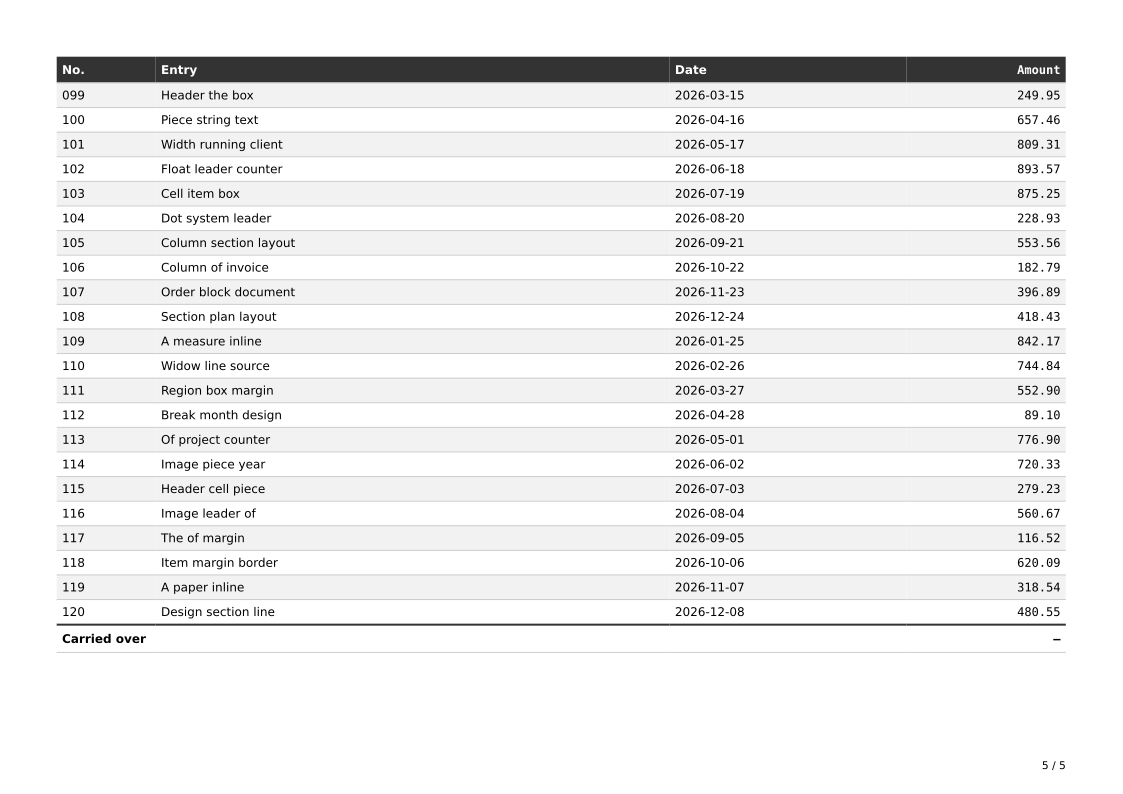 No. Entry Date Amount
099 Header the box 2026-03-15 249.95
100 Piece string text 2026-04-16 657.46
101 Width running client 2026-05-17 809.31
102 Float leader counter 2026-06-18 893.57
103 Cell item box 2026-07-19 875.25
104 Dot system leader 2026-08-20 228.93
105 Column section layout 2026-09-21 553.56
106 Column of invoice 2026-10-22 182.79
107 Order block document 2026-11-23 396.89
108 Section plan layout 2026-12-24 418.43
109 A measure inline 2026-01-25 842.17
110 Widow line source 2026-02-26 744.84
111 Region box margin 2026-03-27 552.90
112 Break month design 2026-04-28 89.10
113 Of project counter 2026-05-01 776.90
114 Image piece year 2026-06-02 720.33
115 Header cell piece 2026-07-03 279.23
116 Image leader of 2026-08-04 560.67
117 The of margin 2026-09-05 116.52
118 Item margin border 2026-10-06 620.09
119 A paper inline 2026-11-07 318.54
120 Design section line 2026-12-08 480.55
Carried over –
5 / 5